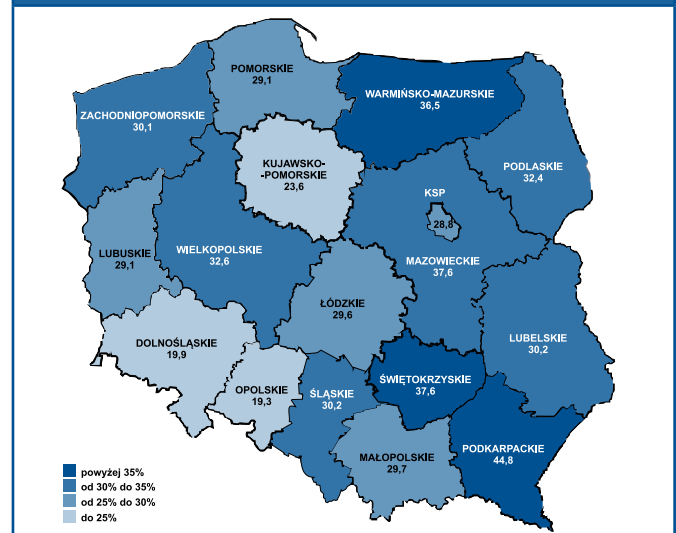 POMORSKIE
29,1
WARMIŃSKO-MAZURSKIE
36,5
ZACHODNIOPOMORSKIE
30,1
KUJAWSKO-
-POMORSKIE
23,6
PODLASKIE
32,4
KSP
28,8
LUBUSKIE
29,1
WIELKOPOLSKIE
32,6
MAZOWIECKIE
37,6
ŁÓDZKIE
29,6
DOLNOŚLĄSKIE
19,9
LUBELSKIE
30,2
OPOLSKIE
19,3
ŚLĄSKIE
30,2
ŚWIĘTOKRZYSKIE
37,6
MAŁOPOLSKIE
29,7
PODKARPACKIE
44,8
powyżej 35%
od 30% do 35%
od 25% do 30%
do 25%